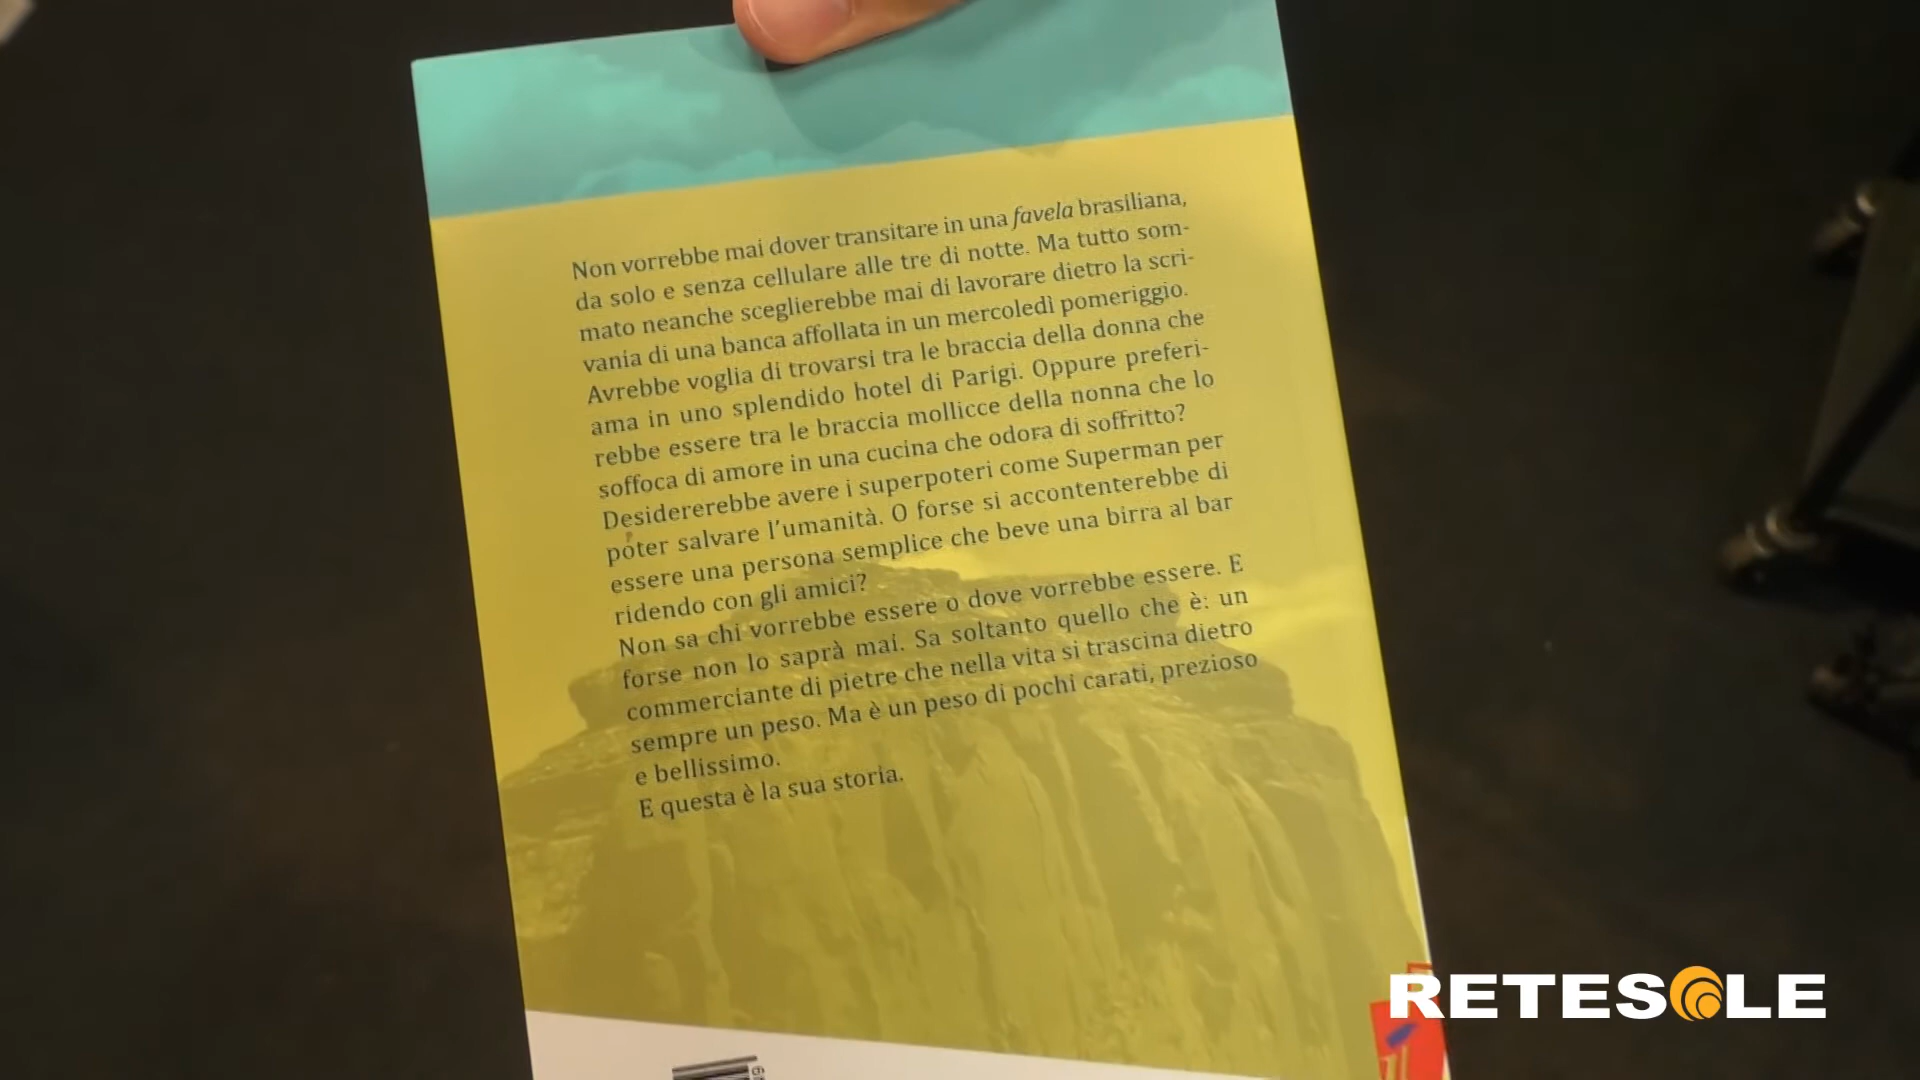 Non vorrebbe mai dover transitare in una favela brasiliana,
da solo e senza cellulare alle tre di notte. Ma tutto som-
mato neanche sceglierebbe mai di lavorare dietro la scri-
vania di una banca affollata in un mercoledì pomeriggio.
Avrebbe voglia di trovarsi tra le braccia della donna che
ama in uno splendido hotel di Parigi. Oppure preferi-
rebbe essere tra le braccia mollicce della nonna che lo
soffoca di amore in una cucina che odora di soffritto?
Desidererebbe avere i superpoteri come Superman per
poter salvare l'umanità. O forse si accontenterebbe di
essere una persona semplice che beve una birra al bar
ridendo con gli amici?
Non sa chi vorrebbe essere o dove vorrebbe essere. E
forse non lo saprà mai. Sa soltanto quello che è: un
commerciante di pietre che nella vita si trascina dietro
sempre un peso. Ma è un peso di pochi carati, prezioso
e bellissimo.
E questa è la sua storia.
RETESOLE